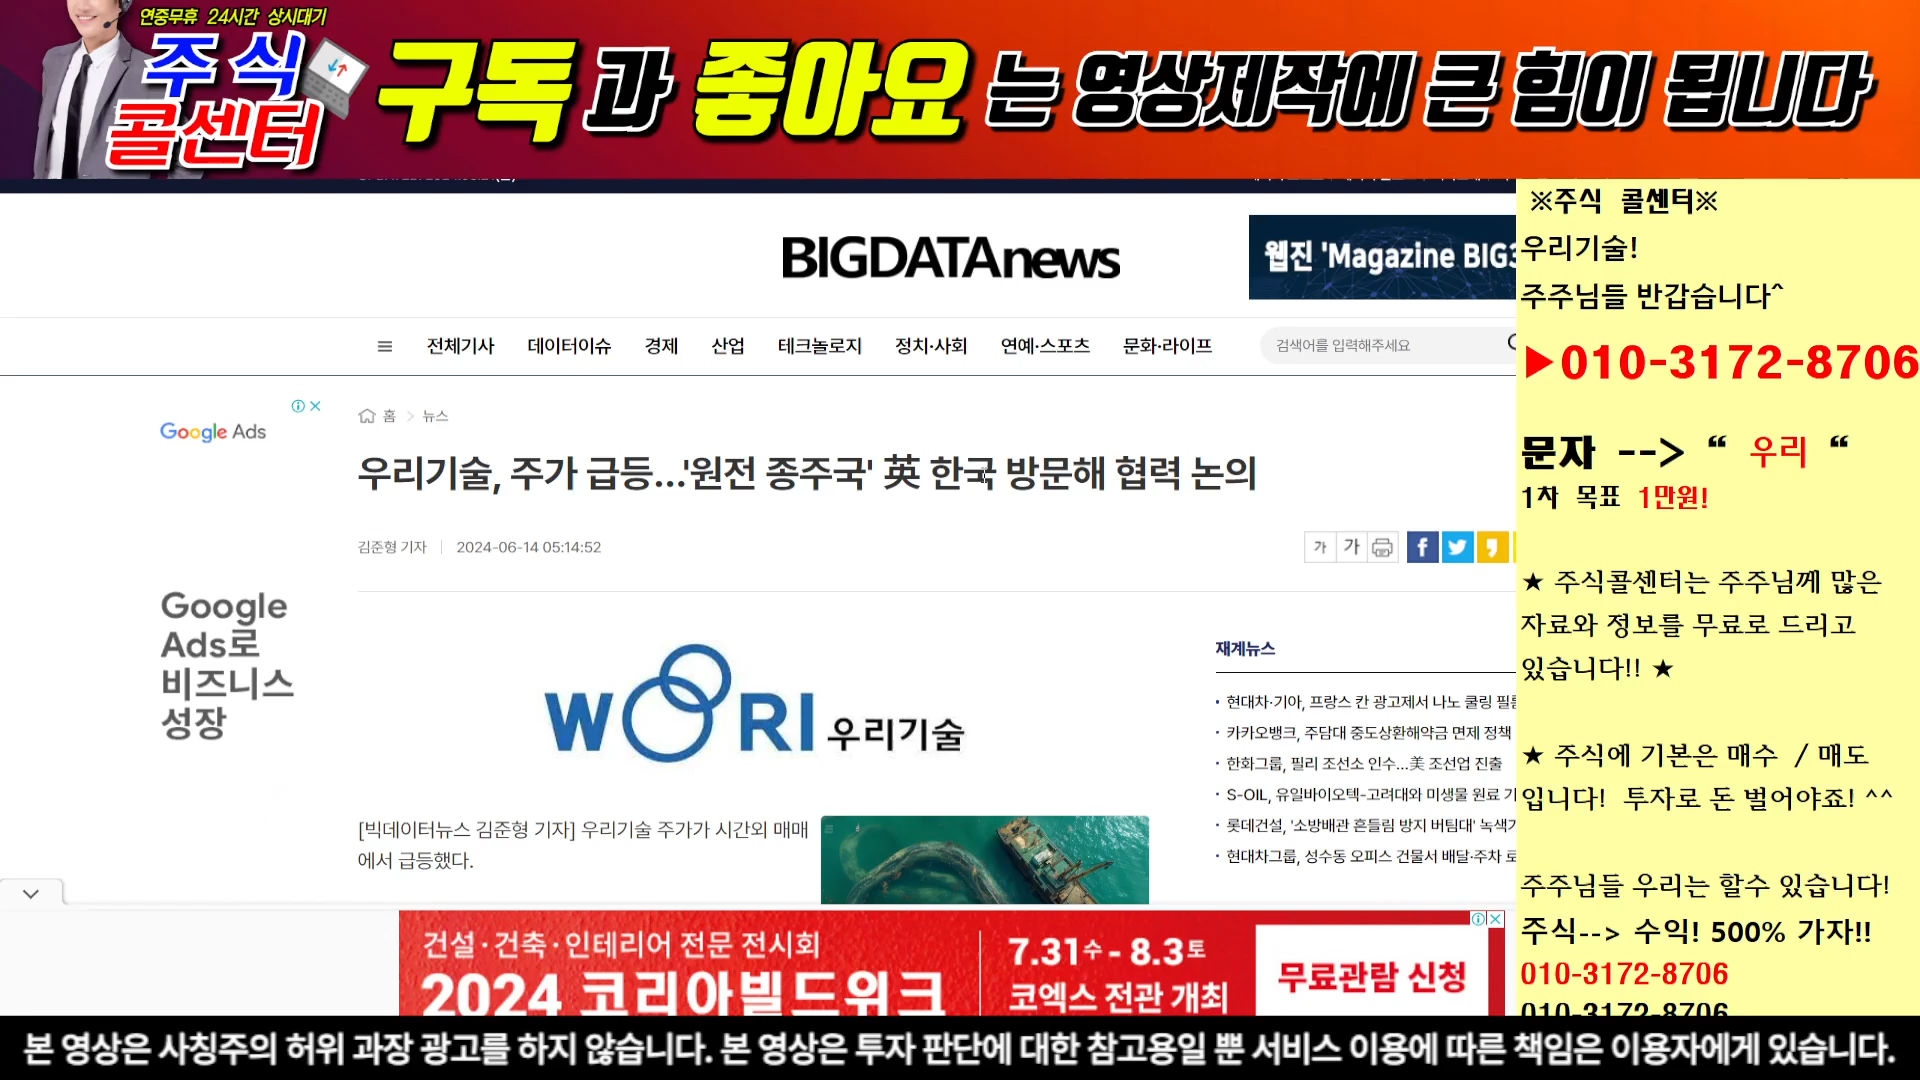 연중무휴 24시간 상시대기
주식
콜센터
구독과 좋아요는 영상제작에 큰 힘이 됩니다
BIGDATAnews
웹진 'Magazine BIG3
전체기사 데이터이슈 경제 산업 테크놀로지 정치·사회 연예·스포츠 문화·라이프
검색어를 입력해주세요
Google Ads
Google
Ads로
비즈니스
성장
홈 > 뉴스
우리기술, 주가 급등...'원전 종주국' 英 한국 방문해 협력 논의
김준형 기자 | 2024-06-14 05:14:52
가 가
WOORI 우리기술
[빅데이터뉴스 김준형 기자] 우리기술 주가가 시간외 매매
에서 급등했다.
재계뉴스
· 현대차·기아, 프랑스 칸 광고제서 나노 쿨링 필름
· 카카오뱅크, 주담대 중도상환해약금 면제 정책
· 한화그룹, 필리 조선소 인수...美 조선업 진출
· S-OIL, 유일바이오텍-고려대와 미생물 원료 기
· 롯데건설, '소방배관 흔들림 방지 버팀대' 녹색기
· 현대차그룹, 성수동 오피스 건물서 배달·주차 로
건설·건축·인테리어 전문 전시회
2024 코리아빌드위크
7.31수 - 8.3토
코엑스 전관 개최
무료관람 신청
※주식 콜센터※
우리기술!
주주님들 반갑습니다^
▶010-3172-8706
문자 --> “ 우리 “
1차 목표 1만원!
★ 주식콜센터는 주주님께 많은
자료와 정보를 무료로 드리고
있습니다!! ★
★ 주식에 기본은 매수 / 매도
입니다! 투자로 돈 벌어야죠! ^^
주주님들 우리는 할수 있습니다!
주식--> 수익! 500% 가자!!
010-3172-8706
010-3172-8706
본 영상은 사칭주의 허위 과장 광고를 하지 않습니다. 본 영상은 투자 판단에 대한 참고용일 뿐 서비스 이용에 따른 책임은 이용자에게 있습니다.